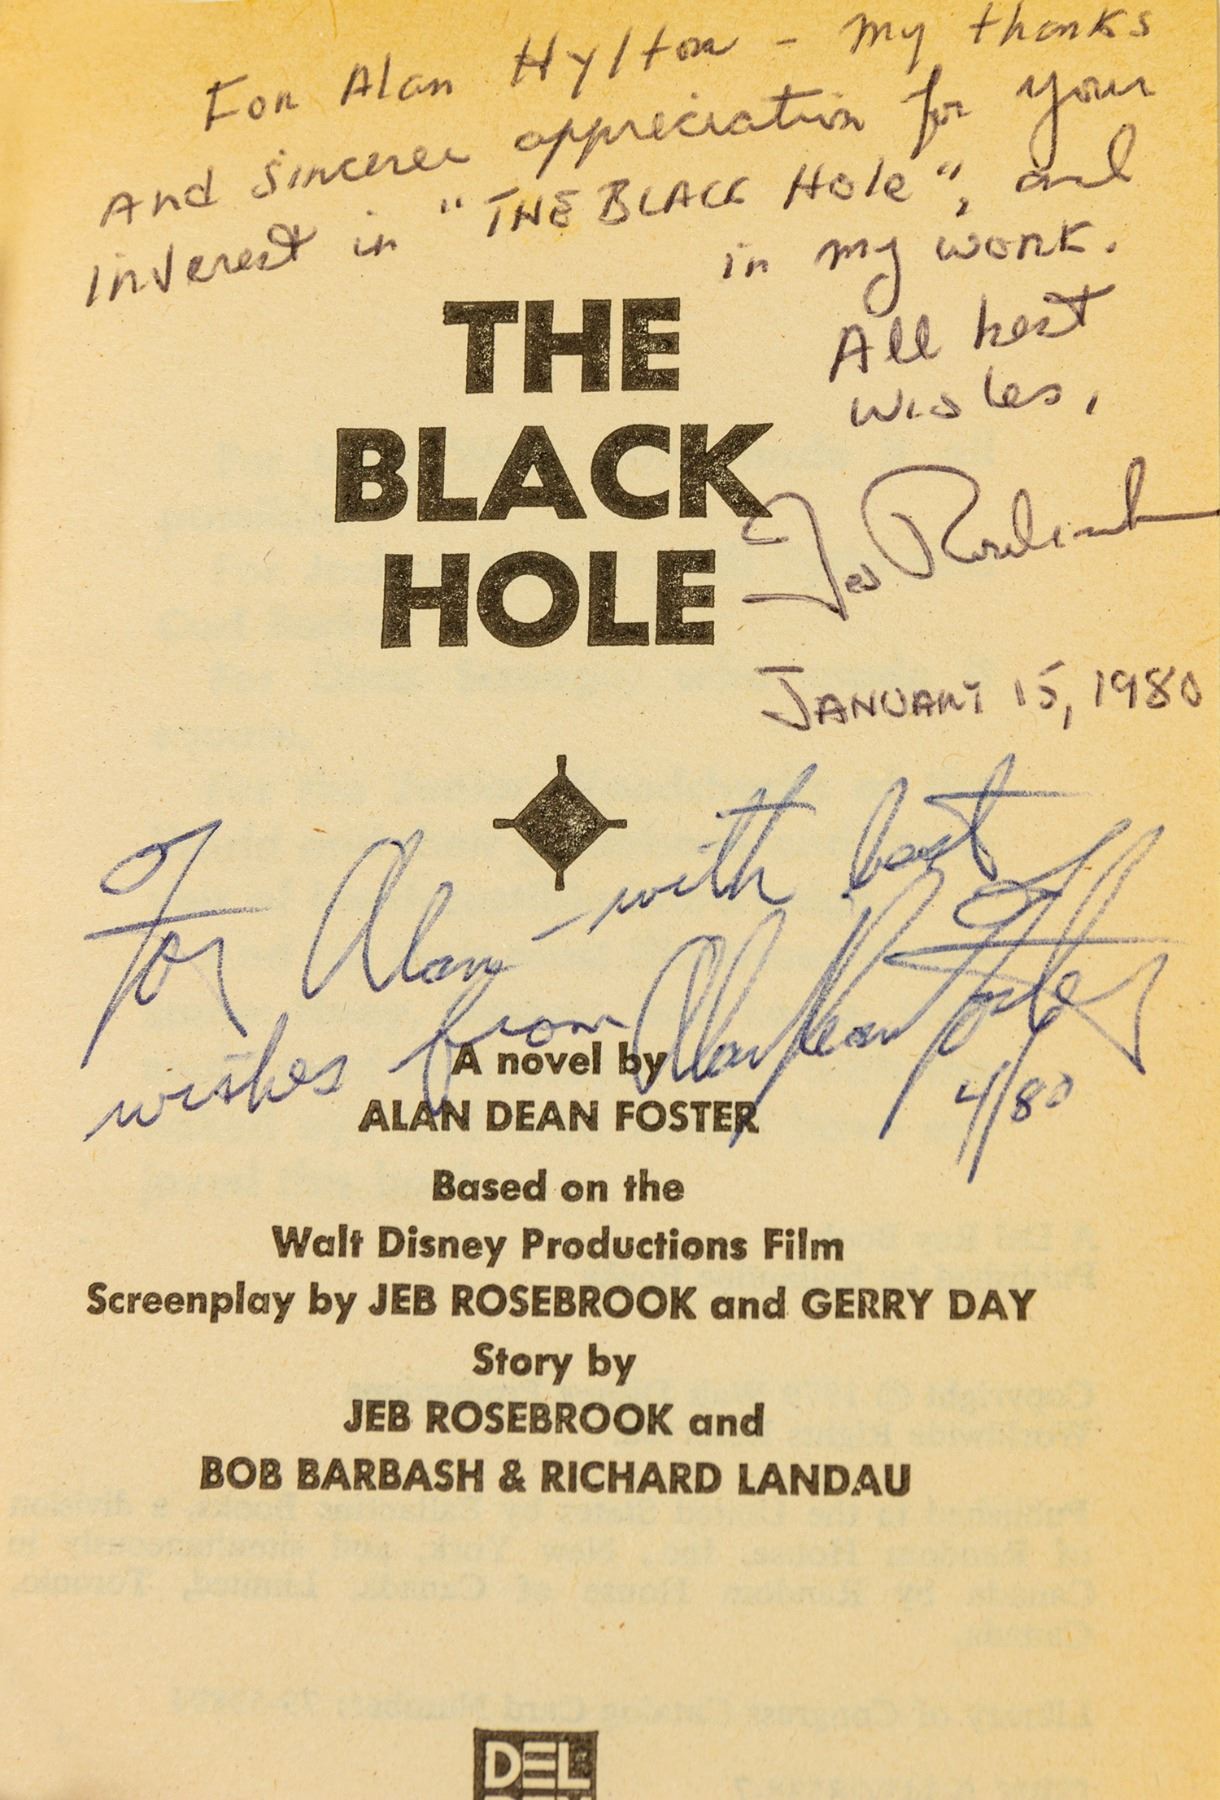 For Alan Hylton - My thanks
And sincere appreciation for your
interest in "THE BLACK Hole", and
in my work.
All best
wishes,
Jeb Rosebrook
JANUARY 15, 1980
THE
BLACK
HOLE
For Alan - with best
wishes from Alan Dean Foster
4/80
A novel by
ALAN DEAN FOSTER
Based on the
Walt Disney Productions Film
Screenplay by JEB ROSEBROOK and GERRY DAY
Story by
JEB ROSEBROOK and
BOB BARBASH & RICHARD LANDAU
DEL